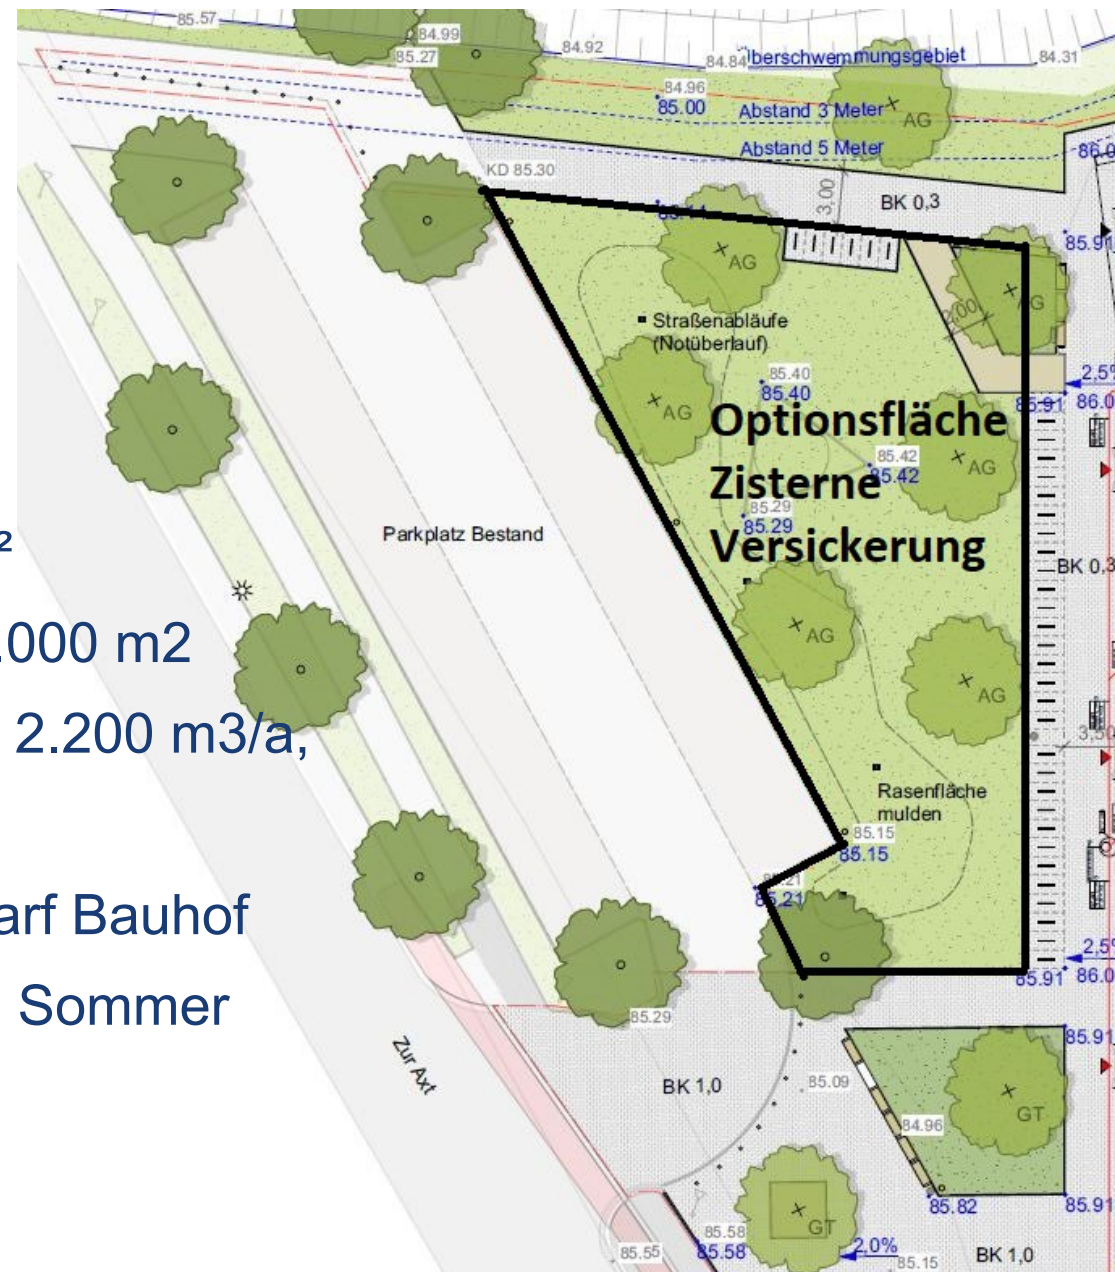 85.57
84.99
85.27
84.92
84.84
Überschwemmungsgebiet
84.31
84.96
85.00
Abstand 3 Meter
AG
Abstand 5 Meter
86.0
KD 85.30
3,00
BK 0,3
85.91
AG
AG
2,00
Straßenabläufe
(Notüberlauf)
85.40
85.40
2,5%
85.91 86.0
AG
Optionsfläche
Zisterne
Versickerung
85.42
85.42
AG
85.29
85.29
Parkplatz Bestand
BK 0,3
²
.000 m2
2.200 m3/a,
AG
AG
3,50
Rasenfläche
mulden
85.15
85.15
85.21
85.21
arf Bauhof
Sommer
2,5%
85.91 86.0
85.29
Zur Axt
BK 1,0
85.09
85.91
84.96
GT
85.82
85.91
GT
85.58
85.58
85.55
2,0%
85.15
BK 1,0